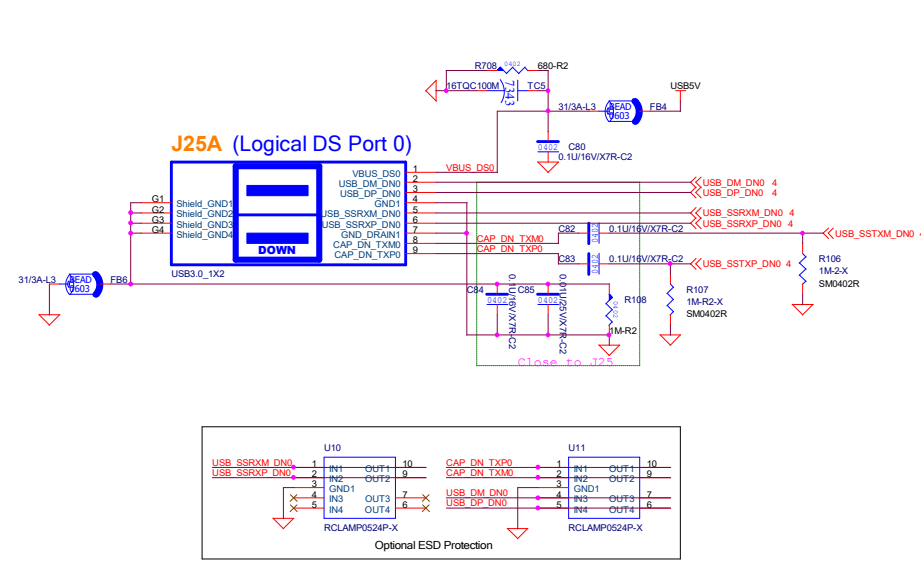 R708 0402 680-R2
16TQC100M 7343 TC5
USB5V
31/3A-L3 BEAD 0603 FB4
J25A (Logical DS Port 0)
0402 C80
0.1U/16V/X7R-C2
VBUS_DS0 1 VBUS_DS0
USB_DM_DN0 2 USB_DM_DN0 4
USB_DP_DN0 3 USB_DP_DN0 4
G1 Shield_GND1 GND1 4
G2 Shield_GND2 USB_SSRXM_DN0 5 USB_SSRXM_DN0 4
G3 Shield_GND3 USB_SSRXP_DN0 6 USB_SSRXP_DN0 4
G4 Shield_GND4 GND_DRAIN1 7 C82 0402 0.1U/16V/X7R-C2 USB_SSTXM_DN0
CAP_DN_TXM0 8 CAP_DN_TXM0
DOWN CAP_DN_TXP0 9 CAP_DN_TXP0
C83 0402 0.1U/16V/X7R-C2 USB_SSTXP_DN0 4
USB3.0_1X2
R106
1M-2-X
SM0402R
31/3A-L3 BEAD 0603 FB6
C84 0402 0.1U/16V/X7R-C2
C85 0402 0.01U/25V/X7R-C2
R108 0402
1M-R2
R107
1M-R2-X
SM0402R
Close to J25
U10
USB_SSRXM_DN0 1 IN1 OUT1 10
USB_SSRXP_DN0 2 IN2 OUT2 9
3 GND1
4 IN3 OUT3 7
5 IN4 OUT4 6
RCLAMP0524P-X
U11
CAP_DN_TXP0 1 IN1 OUT1 10
CAP_DN_TXM0 2 IN2 OUT2 9
3 GND1
USB_DM_DN0 4 IN3 OUT3 7
USB_DP_DN0 5 IN4 OUT4 6
RCLAMP0524P-X
Optional ESD Protection